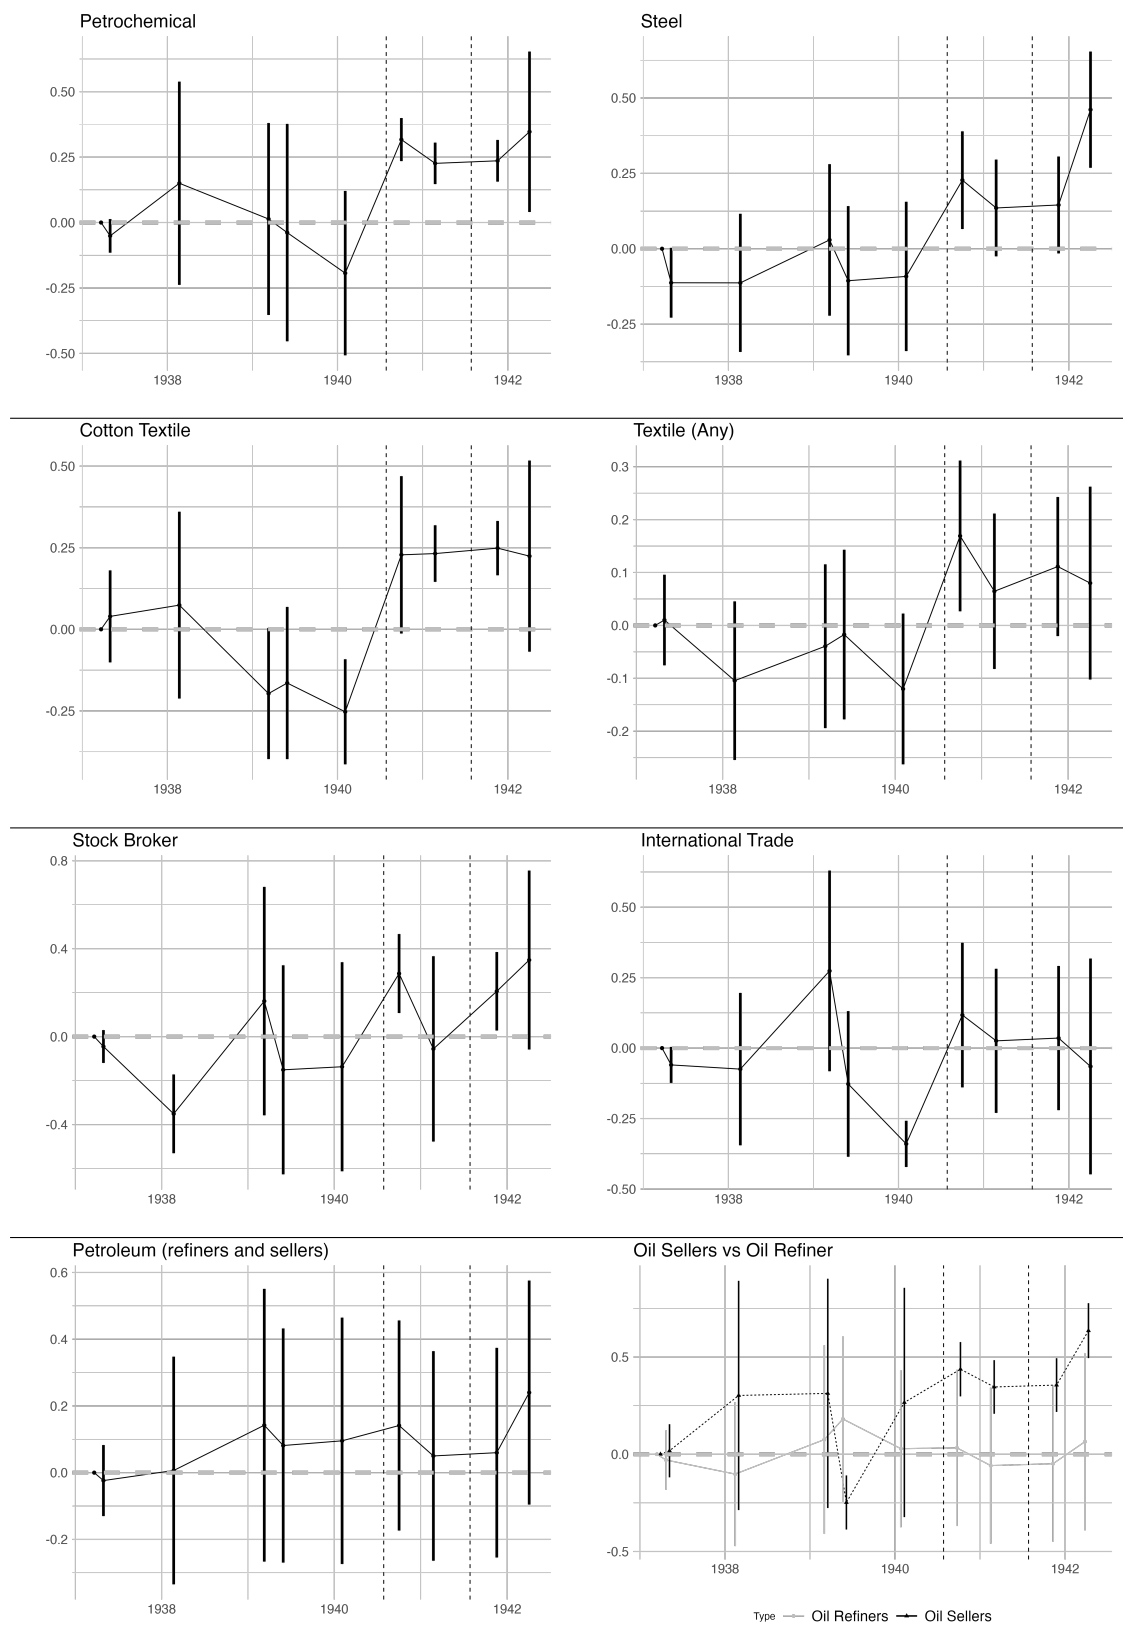 Petrochemical
0.50
0.25
0.00
-0.25
-0.50
1938 1940 1942
Steel
0.50
0.25
0.00
-0.25
1938 1940 1942
Cotton Textile
0.50
0.25
0.00
-0.25
1938 1940 1942
Textile (Any)
0.3
0.2
0.1
0.0
-0.1
-0.2
1938 1940 1942
Stock Broker
0.8
0.4
0.0
-0.4
1938 1940 1942
International Trade
0.50
0.25
0.00
-0.25
-0.50
1938 1940 1942
Petroleum (refiners and sellers)
0.6
0.4
0.2
0.0
-0.2
1938 1940 1942
Oil Sellers vs Oil Refiner
0.5
0.0
-0.5
1938 1940 1942
Type Oil Refiners Oil Sellers